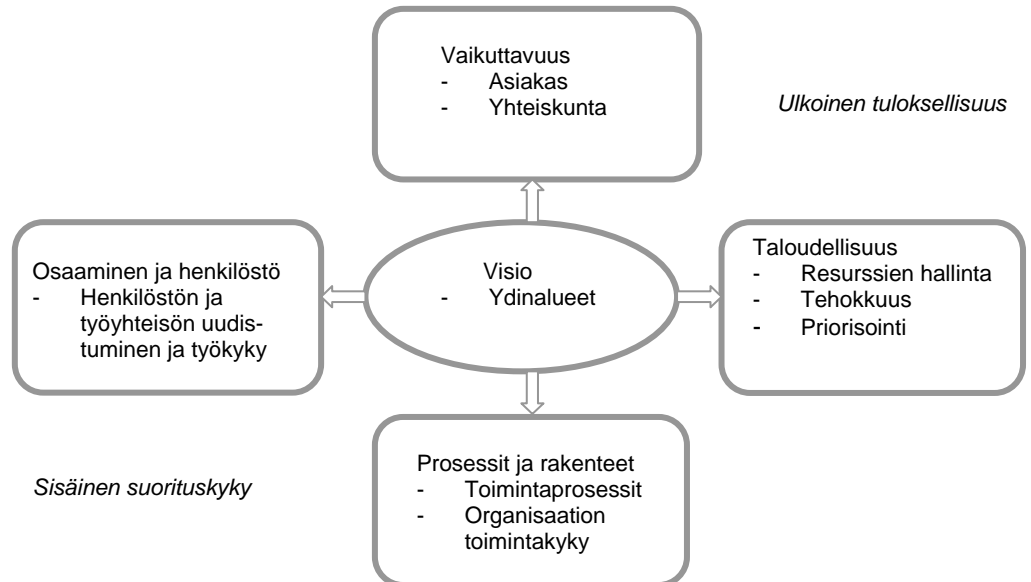 Vaikuttavuus
- Asiakas
- Yhteiskunta
Ulkoinen tuloksellisuus
Osaaminen ja henkilöstö
- Henkilöstön ja
työyhteisön uudis-
tuminen ja työkyky
Visio
- Ydinalueet
Taloudellisuus
- Resurssien hallinta
- Tehokkuus
- Priorisointi
Sisäinen suorituskyky
Prosessit ja rakenteet
- Toimintaprosessit
- Organisaation
toimintakyky